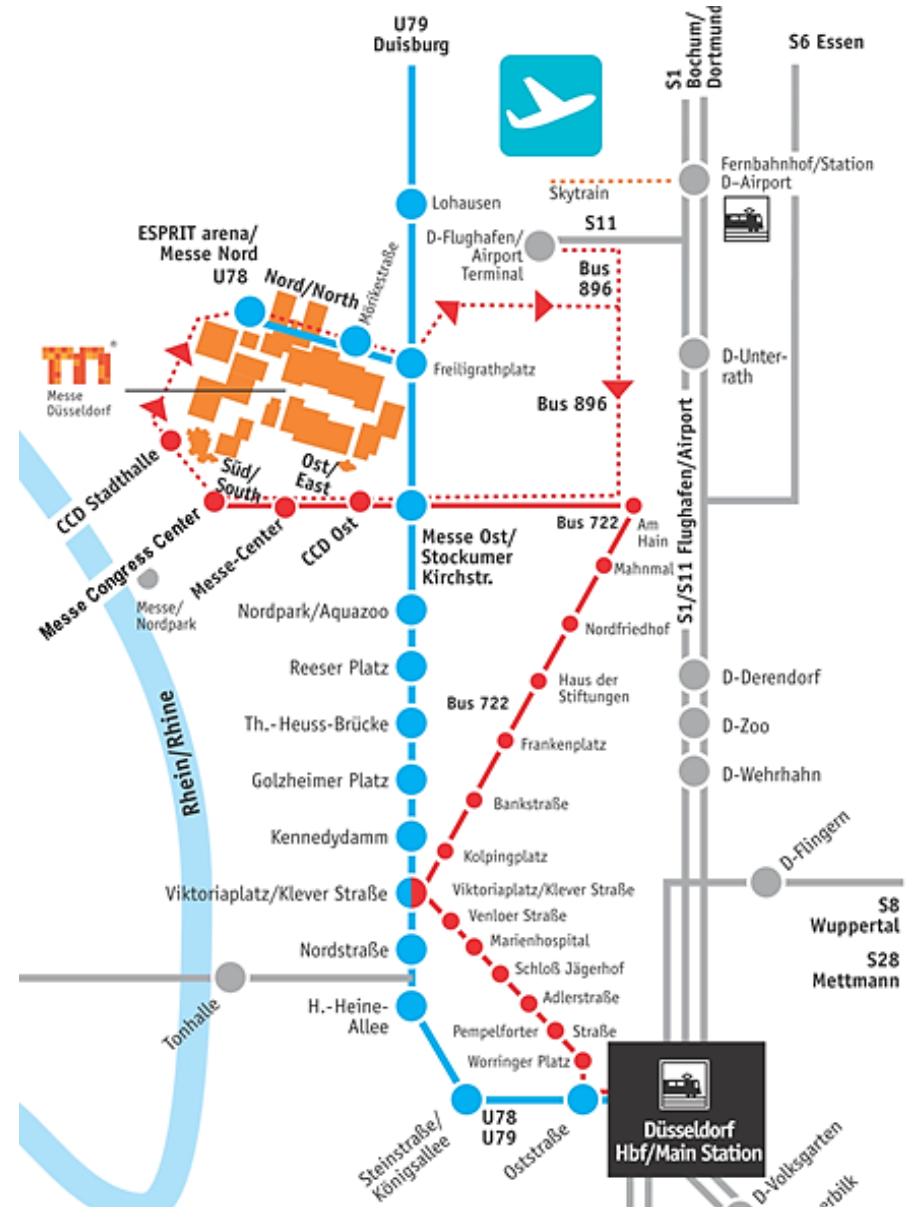 U79
Duisburg
S1
Bochum/
Dortmund
S6 Essen
Fernbahnhof/Station
D-Airport
Skytrain
Lohausen
S11
D-Flughafen/
Airport
Terminal
ESPRIT arena/
Messe Nord
U78
Nord/North
Mörikestraße
Bus
896
Freiligrathplatz
D-Unter-
rath
Messe
Düsseldorf
®
Bus 896
Süd/
South
Ost/
East
CCD Stadthalle
Messe Congress Center
Messe-Center
CCD Ost
Messe Ost/
Stockumer
Kirchstr.
Bus 722
Am
Hain
S1/S11 Flughafen/Airport
Mahnmal
Messe/
Nordpark
Nordpark/Aquazoo
Nordfriedhof
Reeser Platz
Haus der
Stiftungen
D-Derendorf
Rhein/Rhine
Th.-Heuss-Brücke
Bus 722
Frankenplatz
D-Zoo
Golzheimer Platz
D-Wehrhahn
Bankstraße
Kennedydamm
Kolpingplatz
D-Flingern
Viktoriaplatz/Klever Straße
Viktoriaplatz/Klever Straße
S8
Wuppertal
Venloer Straße
Nordstraße
Marienhospital
S28
Mettmann
Schloß Jägerhof
Tonhalle
H.-Heine-
Allee
Adlerstraße
Pempelforter Straße
Worringer Platz
U78
U79
Steinstraße/
Königsallee
Oststraße
Düsseldorf
Hbf/Main Station
D-Volksgarten
erbilk